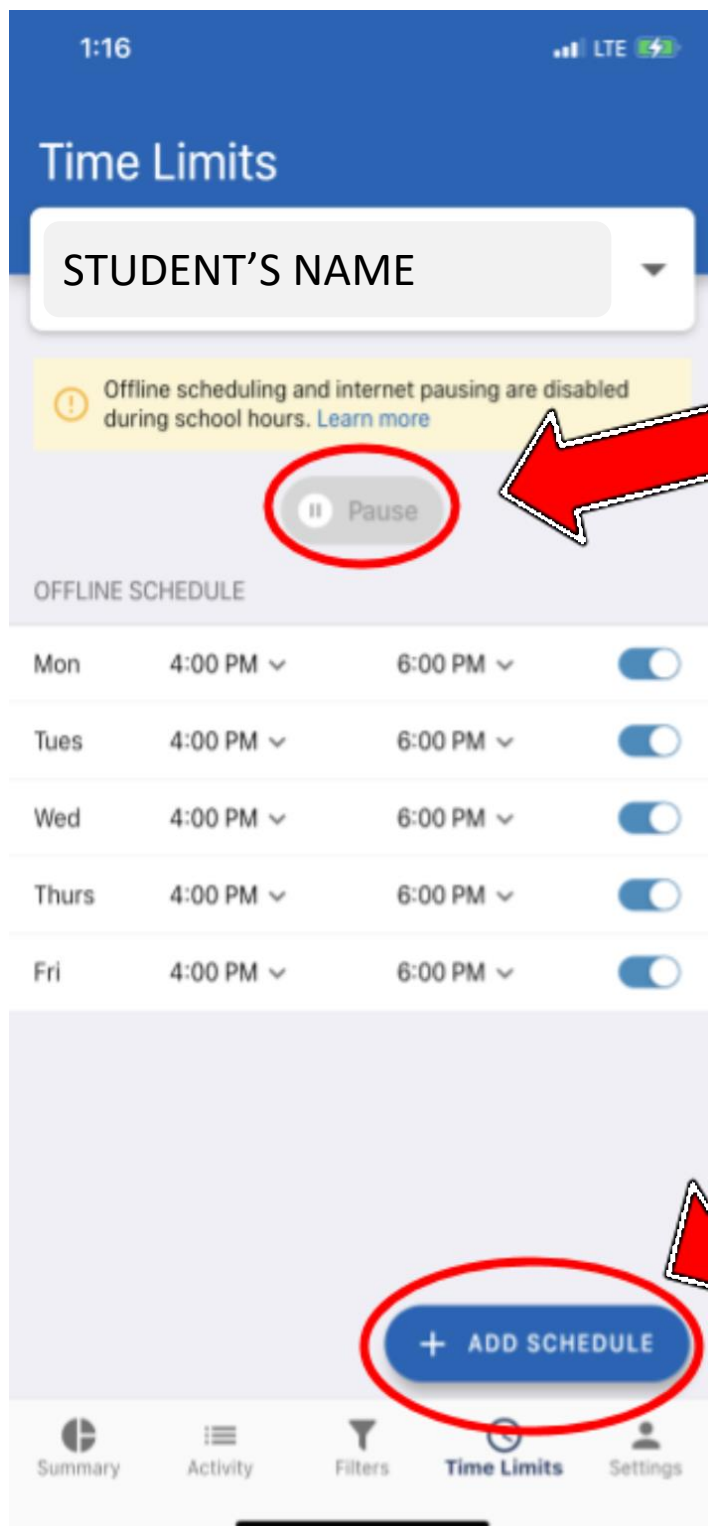 1:16 LTE
Time Limits
STUDENT’S NAME
Offline scheduling and internet pausing are disabled
during school hours. Learn more
Pause
OFFLINE SCHEDULE
Mon 4:00 PM 6:00 PM
Tues 4:00 PM 6:00 PM
Wed 4:00 PM 6:00 PM
Thurs 4:00 PM 6:00 PM
Fri 4:00 PM 6:00 PM
+ ADD SCHEDULE
Summary Activity Filters Time Limits Settings